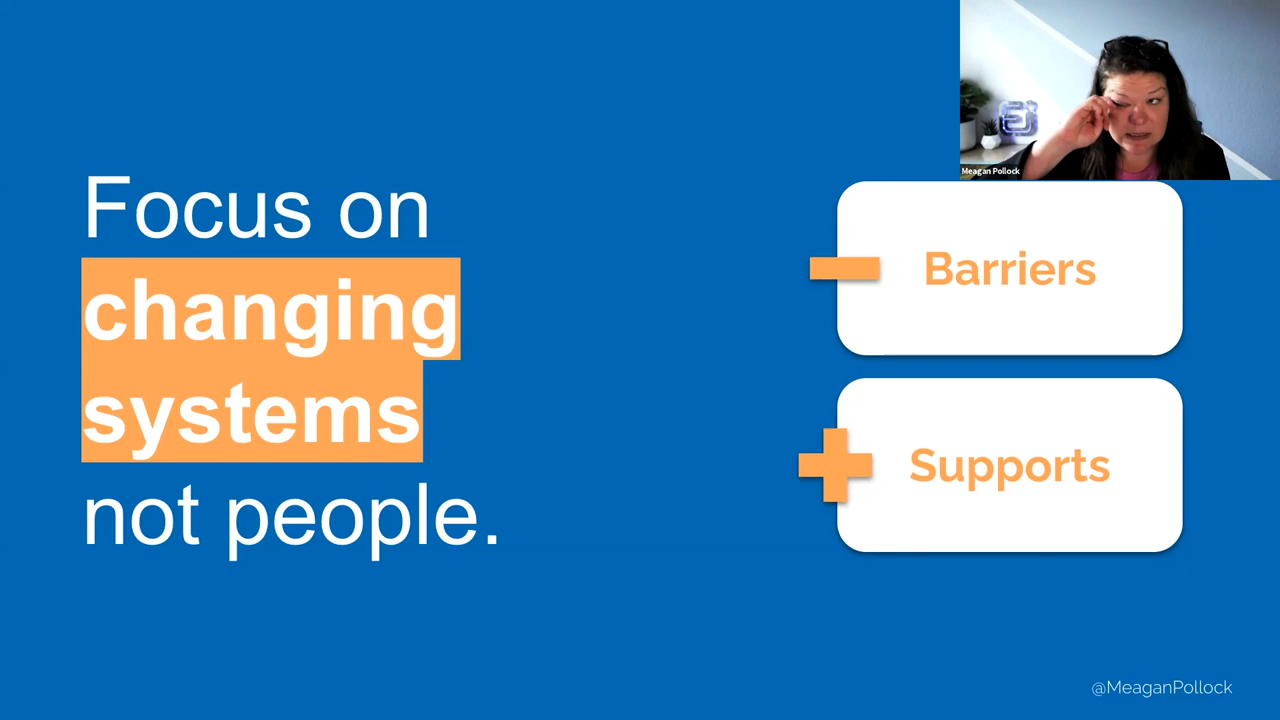 Meagan Pollock
Focus on
changing
systems
not people.
Barriers
Supports
@MeaganPollock